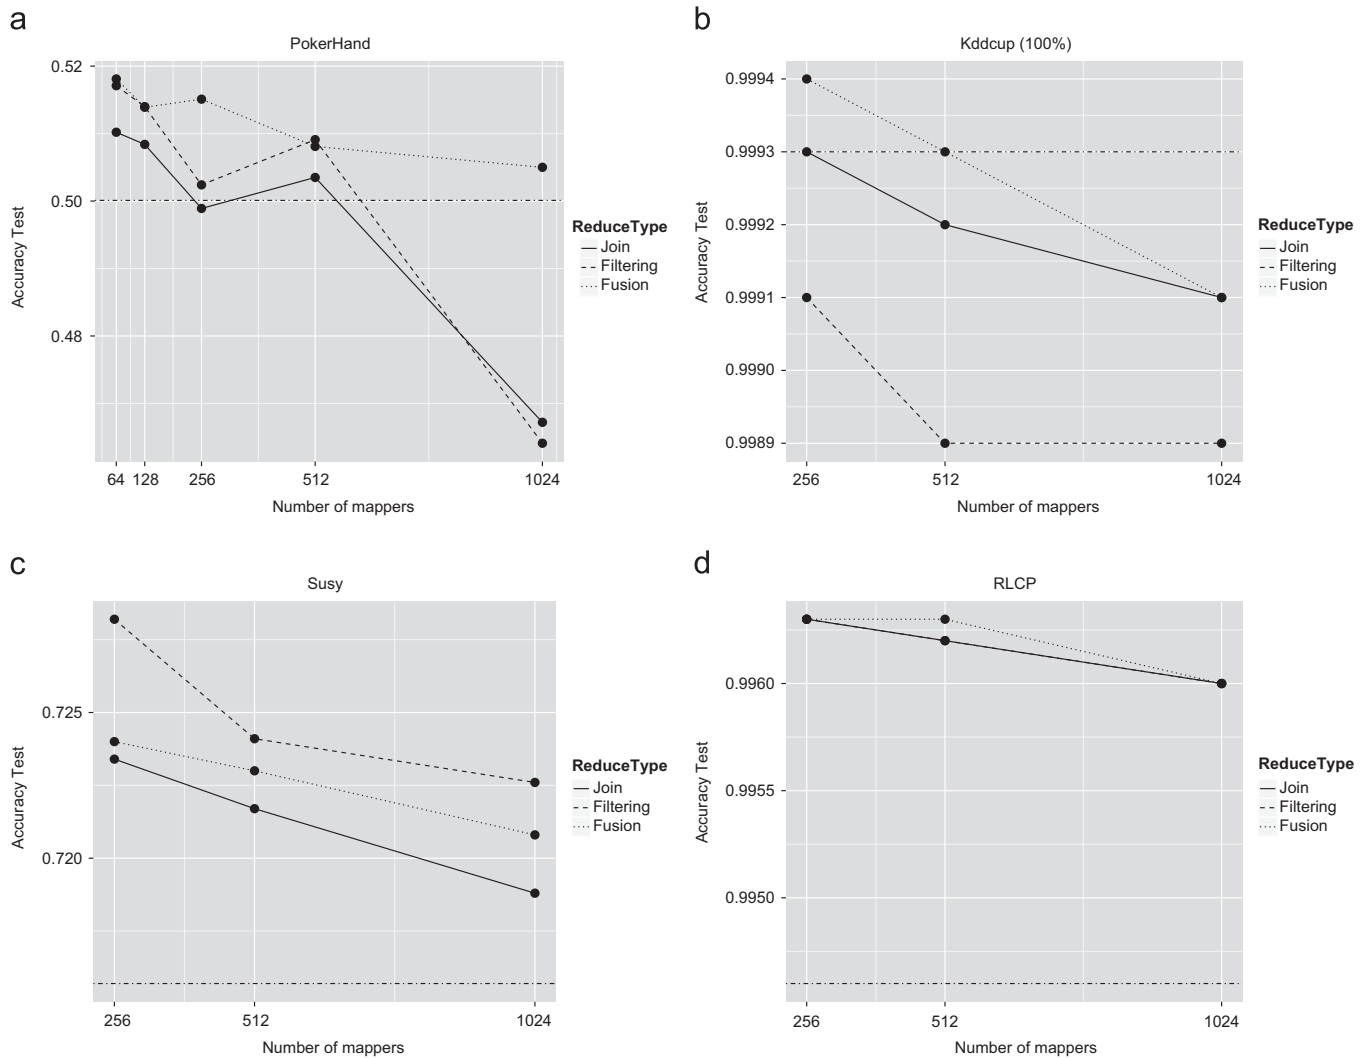 a
PokerHand
0.52
0.50
0.48
Accuracy Test
64 128 256 512 1024
Number of mappers
ReduceType
Join
Filtering
Fusion
b
Kddcup (100%)
0.9994
0.9993
0.9992
0.9991
0.9990
0.9989
Accuracy Test
256 512 1024
Number of mappers
ReduceType
Join
Filtering
Fusion
c
Susy
0.725
0.720
Accuracy Test
256 512 1024
Number of mappers
ReduceType
Join
Filtering
Fusion
d
RLCP
0.9960
0.9955
0.9950
Accuracy Test
256 512 1024
Number of mappers
ReduceType
Join
Filtering
Fusion